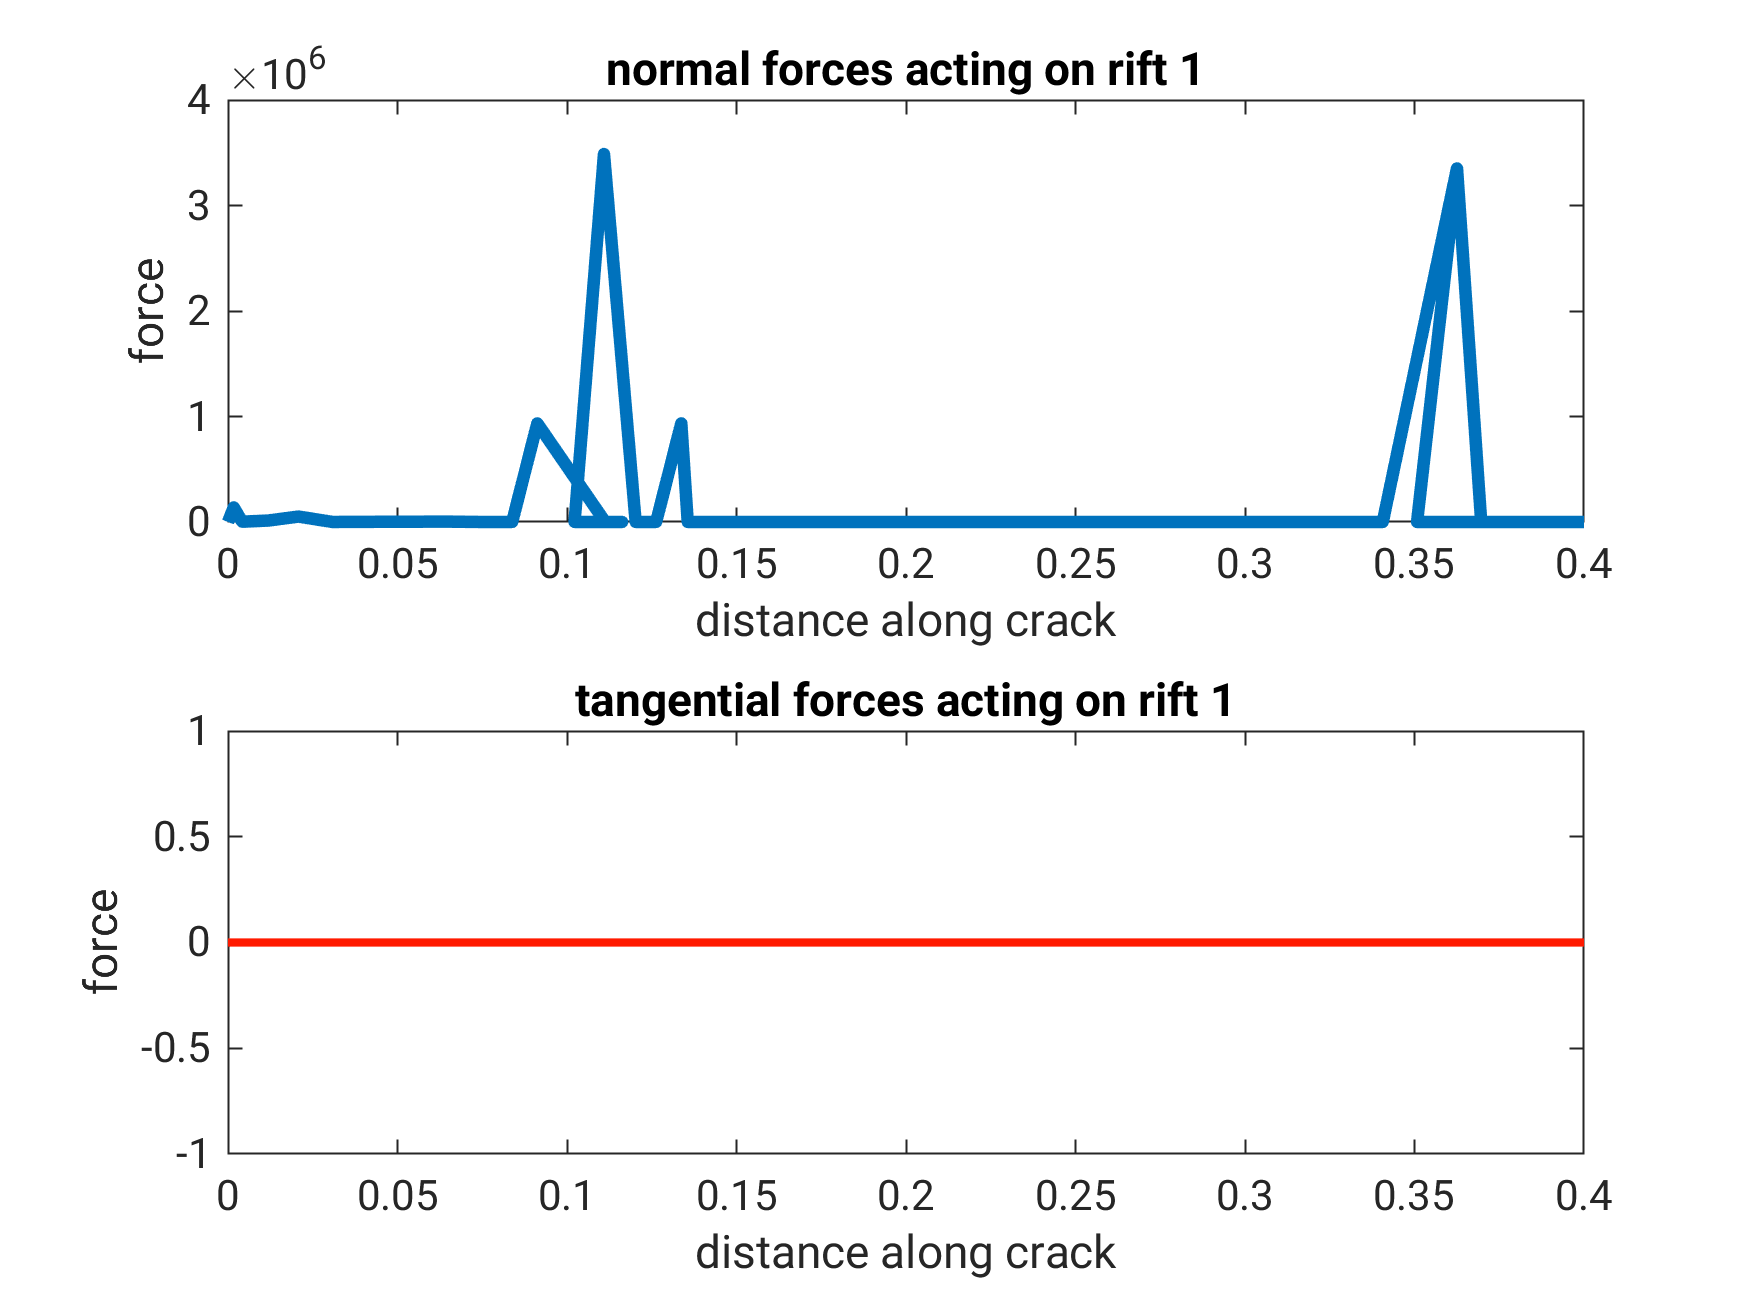 ×10⁶
normal forces acting on rift 1
4
3
2
1
0
force
0 0.05 0.1 0.15 0.2 0.25 0.3 0.35 0.4
distance along crack
tangential forces acting on rift 1
1
0.5
0
-0.5
-1
force
0 0.05 0.1 0.15 0.2 0.25 0.3 0.35 0.4
distance along crack